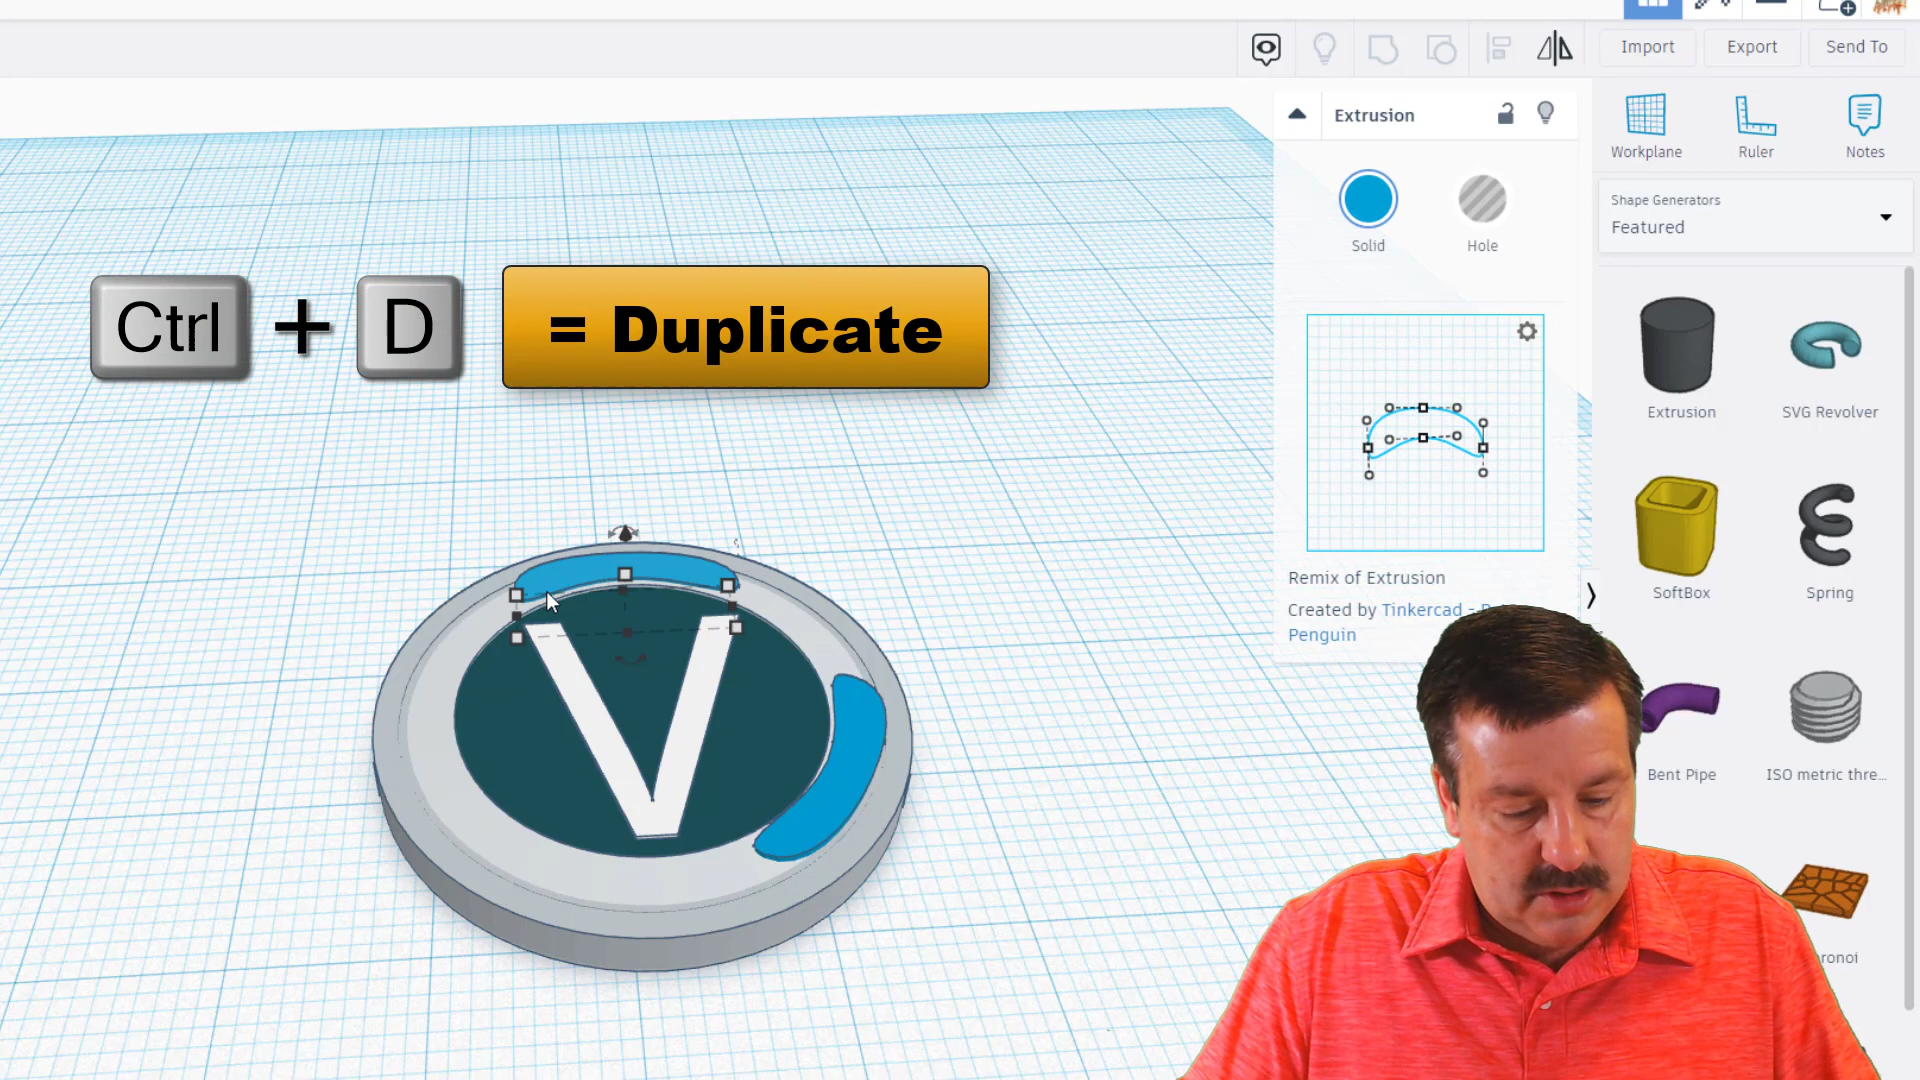 Import Export Send To
Extrusion
Workplane Ruler Notes
Solid Hole
Shape Generators
Featured
Ctrl + D = Duplicate
Extrusion SVG Revolver
Remix of Extrusion
Created by Tinkercad -
Penguin
SoftBox Spring
V
Bent Pipe ISO metric thre...